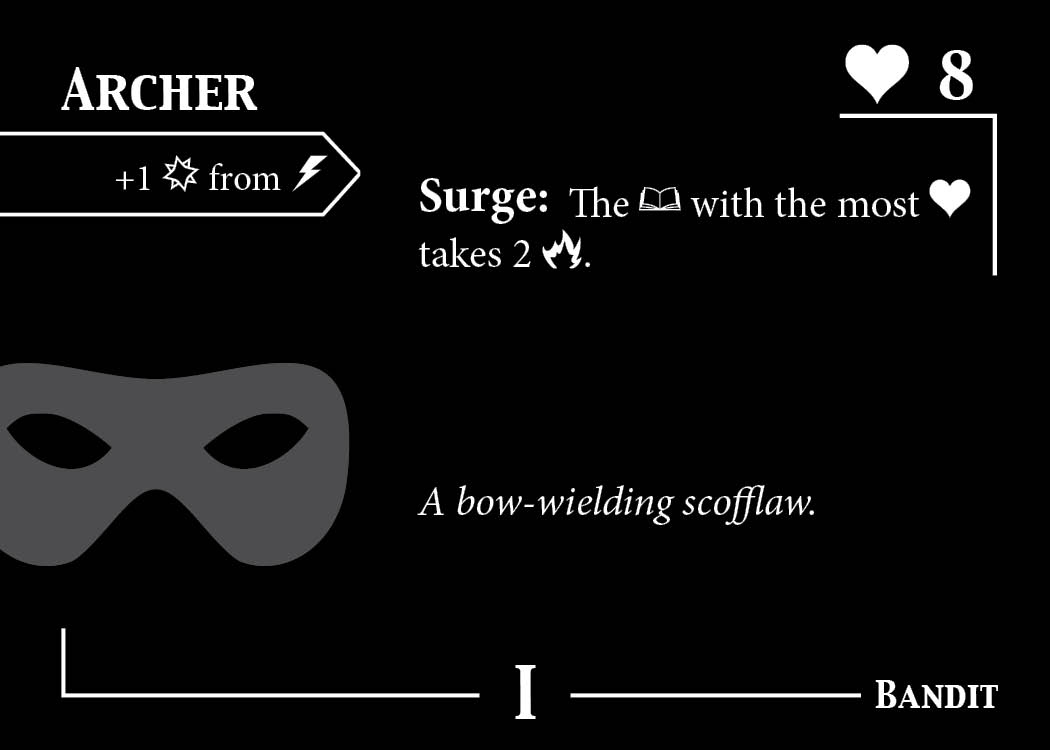 ARCHER
8
+1 from
Surge: The with the most
takes 2 .
A bow-wielding scofflaw.
I
BANDIT